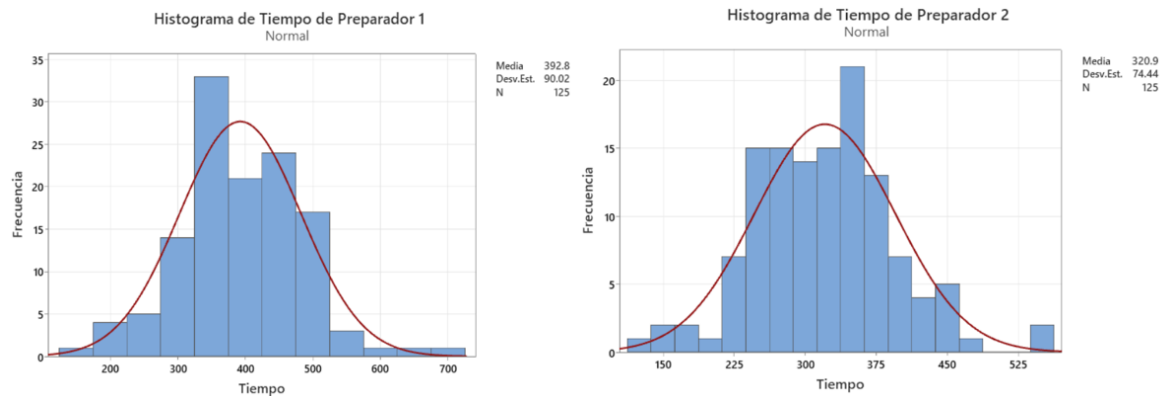 Histograma de Tiempo de Preparador 1
Normal
Media 392.8
Desv.Est. 90.02
N 125
35
30
25
20
15
10
5
0
Frecuencia
200 300 400 500 600 700
Tiempo
Histograma de Tiempo de Preparador 2
Normal
Media 320.9
Desv.Est. 74.44
N 125
20
15
10
5
0
Frecuencia
150 225 300 375 450 525
Tiempo